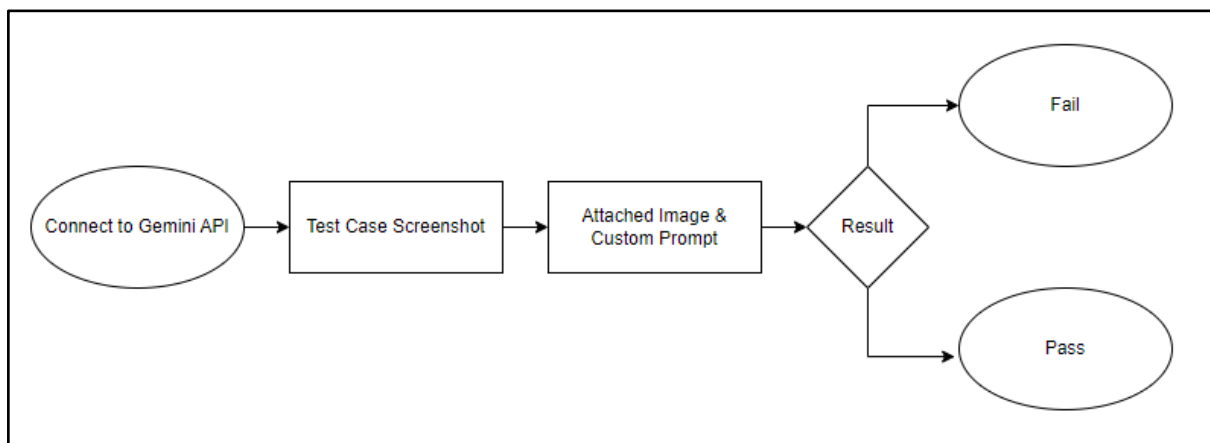 Connect to Gemini API
Test Case Screenshot
Attached Image &
Custom Prompt
Result
Fail
Pass